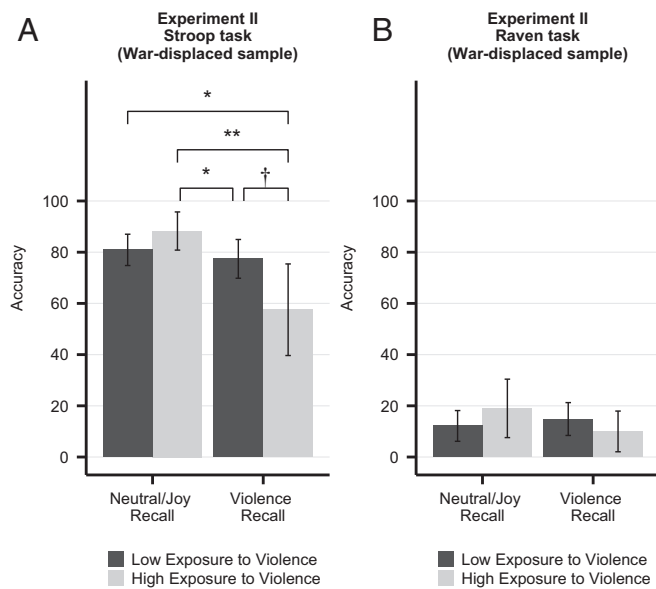 A
Experiment II
Stroop task
(War-displaced sample)
*
**
*
†
100
80
60
40
20
0
Accuracy
Neutral/Joy
Recall
Violence
Recall
Low Exposure to Violence
High Exposure to Violence
B
Experiment II
Raven task
(War-displaced sample)
100
80
60
40
20
0
Accuracy
Neutral/Joy
Recall
Violence
Recall
Low Exposure to Violence
High Exposure to Violence